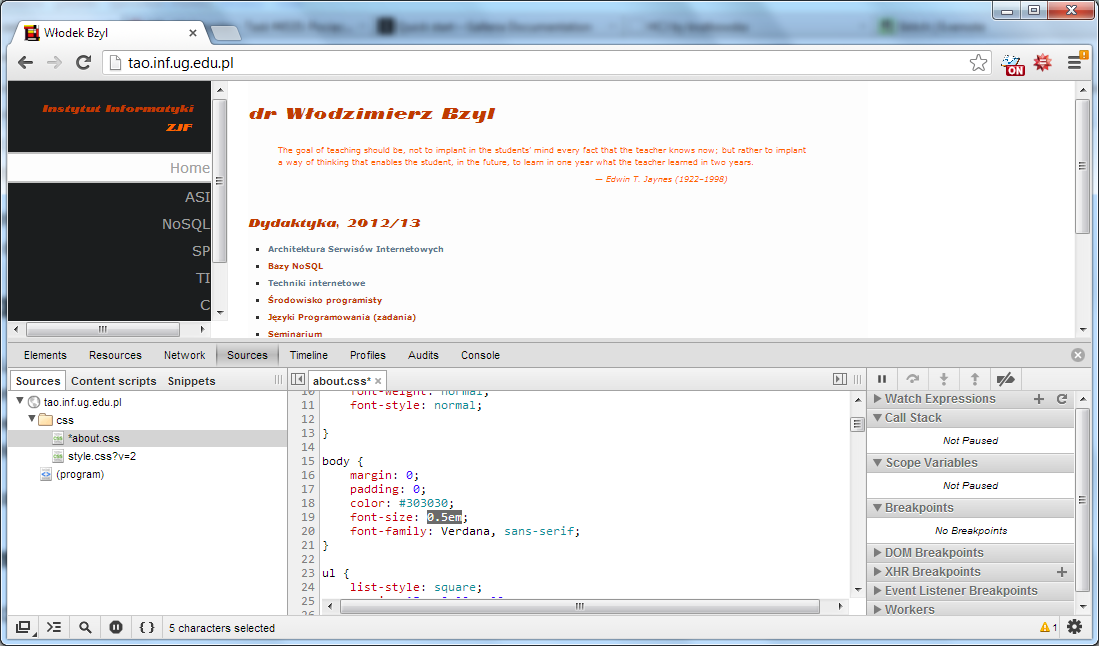 Włodek Bzyl
tao.inf.ug.edu.pl
ON
Instytut Informatyki
ZJF
Home
ASI
NoSQL
SP
TI
C
dr Włodzimierz Bzyl
The goal of teaching should be, not to implant in the students' mind every fact that the teacher knows now; but rather to implant
a way of thinking that enables the student, in the future, to learn in one year what the teacher learned in two years.
— Edwin T. Jaynes (1922–1998)
Dydaktyka, 2012/13
Architektura Serwisów Internetowych
Bazy NoSQL
Techniki internetowe
Środowisko programisty
Języki Programowania (zadania)
Seminarium
Elements Resources Network Sources Timeline Profiles Audits Console
Sources Content scripts Snippets
tao.inf.ug.edu.pl
css
*about.css
style.css?v=2
(program)
about.css*
10 font-weight: normal;
11 font-style: normal;
12
13 }
14
15 body {
16 margin: 0;
17 padding: 0;
18 color: #303030;
19 font-size: 0.5em;
20 font-family: Verdana, sans-serif;
21 }
22
23 ul {
24 list-style: square;
25
Watch Expressions
Call Stack
Not Paused
Scope Variables
Not Paused
Breakpoints
No Breakpoints
DOM Breakpoints
XHR Breakpoints
Event Listener Breakpoints
Workers
{ } 5 characters selected
1